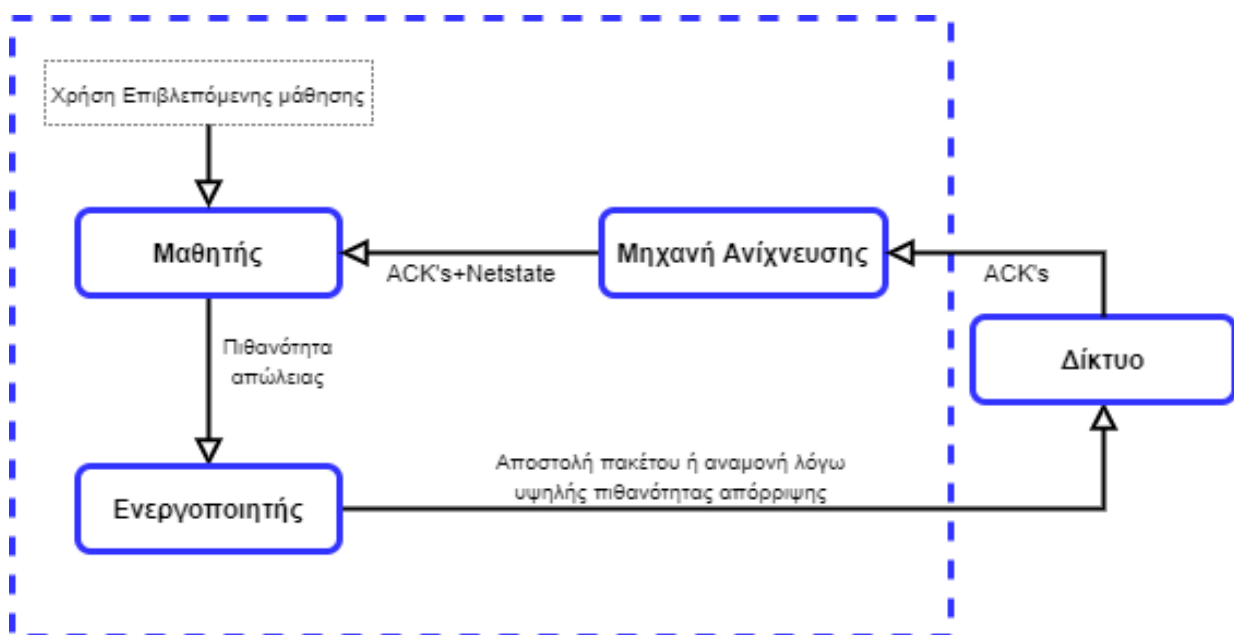 Χρήση Επιβλεπόμενης μάθησης
Μαθητής
ACK's+Netstate
Μηχανή Ανίχνευσης
ACK's
Δίκτυο
Πιθανότητα
απώλειας
Ενεργοποιητής
Αποστολή πακέτου ή αναμονή λόγω
υψηλής πιθανότητας απόρριψης